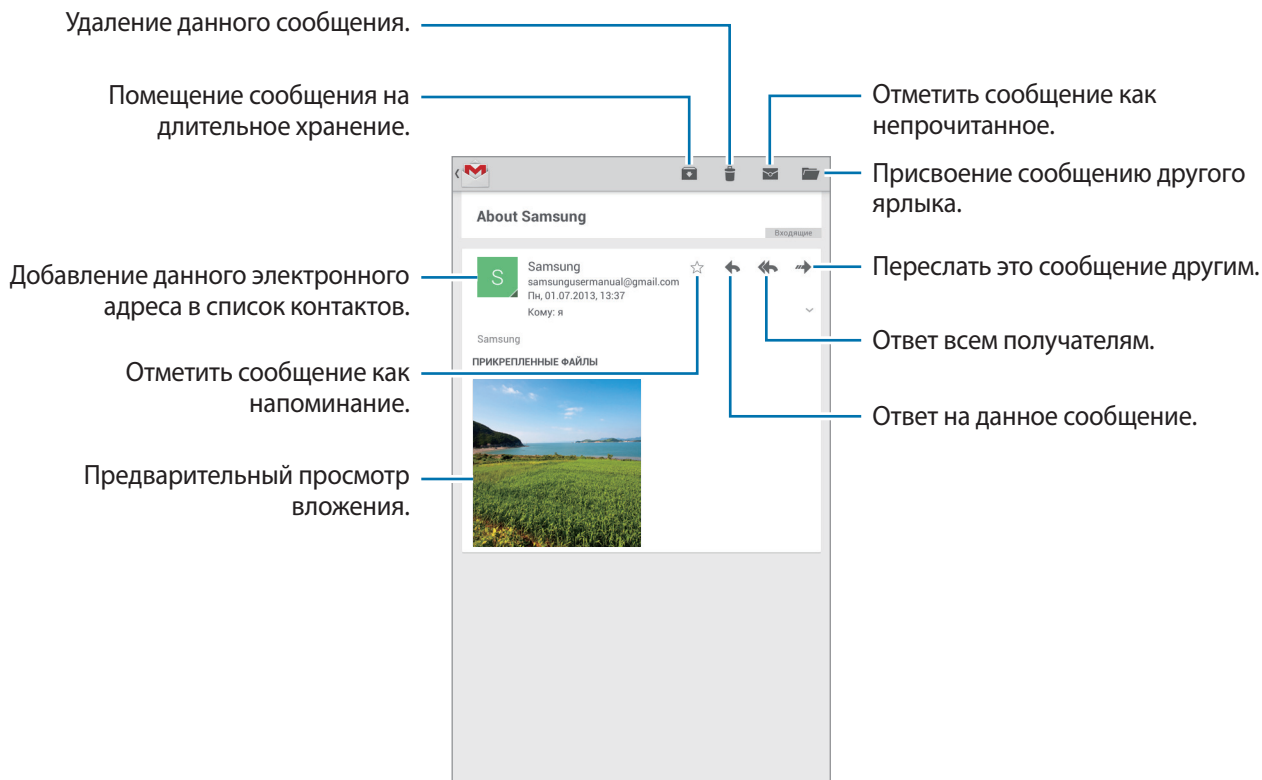 Удаление данного сообщения.
Помещение сообщения на
длительное хранение.
Отметить сообщение как
непрочитанное.
Присвоение сообщению другого
ярлыка.
About Samsung
Входящие
Добавление данного электронного
адреса в список контактов.
S
Samsung
samsungusermanual@gmail.com
Пн, 01.07.2013, 13:37
Кому: я
Переслать это сообщение другим.
Samsung
ПРИКРЕПЛЕННЫЕ ФАЙЛЫ
Ответ всем получателям.
Отметить сообщение как
напоминание.
Ответ на данное сообщение.
Предварительный просмотр
вложения.